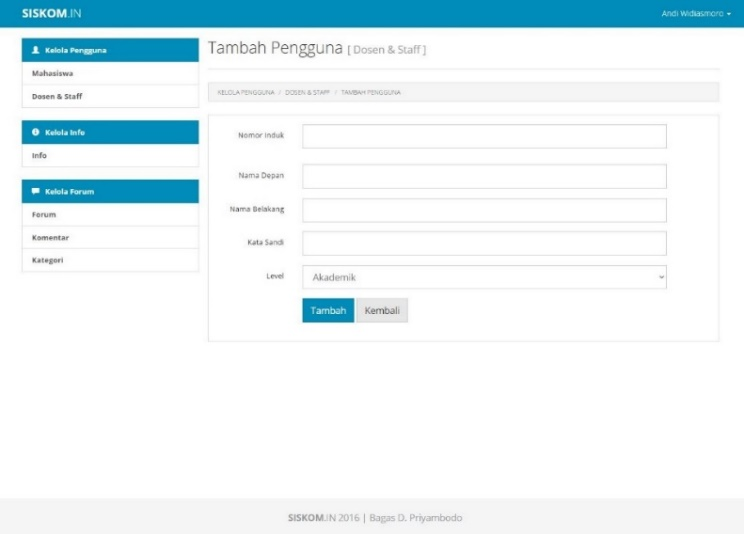 SISKOM.IN
Andi Widiasmoro
Kelola Pengguna
Mahasiswa
Dosen & Staff
Kelola Info
Info
Kelola Forum
Forum
Komentar
Kategori
Tambah Pengguna [ Dosen & Staff ]
KELOLA PENGGUNA / DOSEN & STAFF / TAMBAH PENGGUNA
Nomor Induk
Nama Depan
Nama Belakang
Kata Sandi
Level
Akademik
Tambah Kembali
SISKOM.IN 2016 | Bagas D. Priyambodo